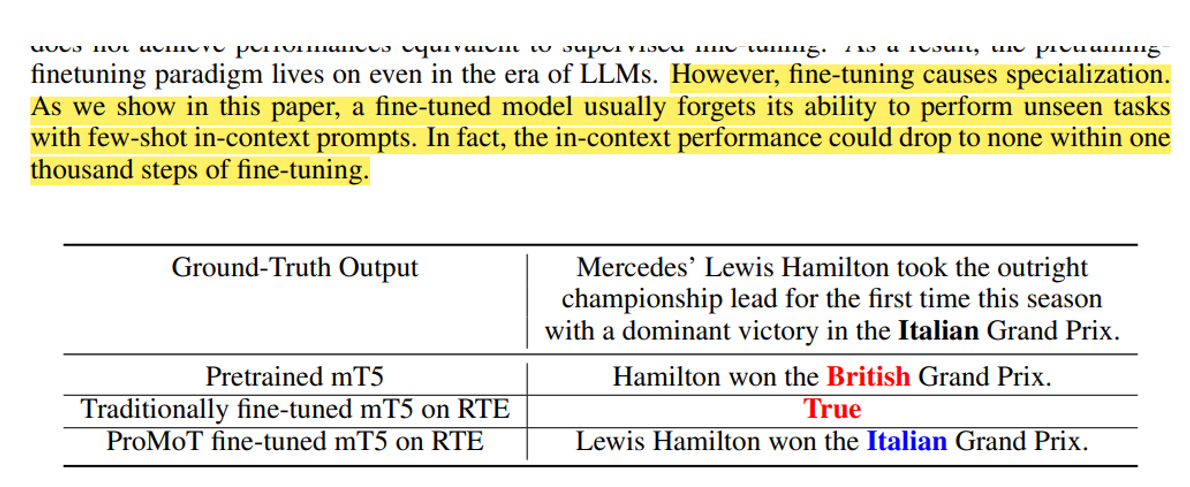 does not achieve performances equivalent to supervised fine-tuning. As a result, the pretraining-
finetuning paradigm lives on even in the era of LLMs. However, fine-tuning causes specialization.
As we show in this paper, a fine-tuned model usually forgets its ability to perform unseen tasks
with few-shot in-context prompts. In fact, the in-context performance could drop to none within one
thousand steps of fine-tuning.
Ground-Truth Output
Mercedes’ Lewis Hamilton took the outright
championship lead for the first time this season
with a dominant victory in the Italian Grand Prix.
Pretrained mT5
Hamilton won the British Grand Prix.
Traditionally fine-tuned mT5 on RTE
True
ProMoT fine-tuned mT5 on RTE
Lewis Hamilton won the Italian Grand Prix.